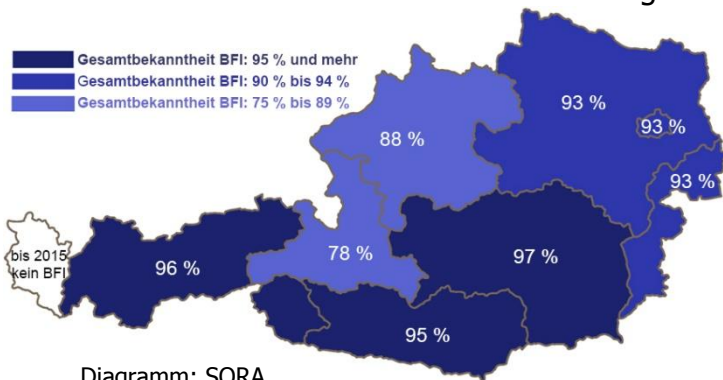 Gesamtbekanntheit BFI: 95 % und mehr
Gesamtbekanntheit BFI: 90 % bis 94 %
Gesamtbekanntheit BFI: 75 % bis 89 %
93 %
93 %
88 %
93 %
bis 2015
kein BFI
96 %
78 %
97 %
95 %
Diagramm: SORA